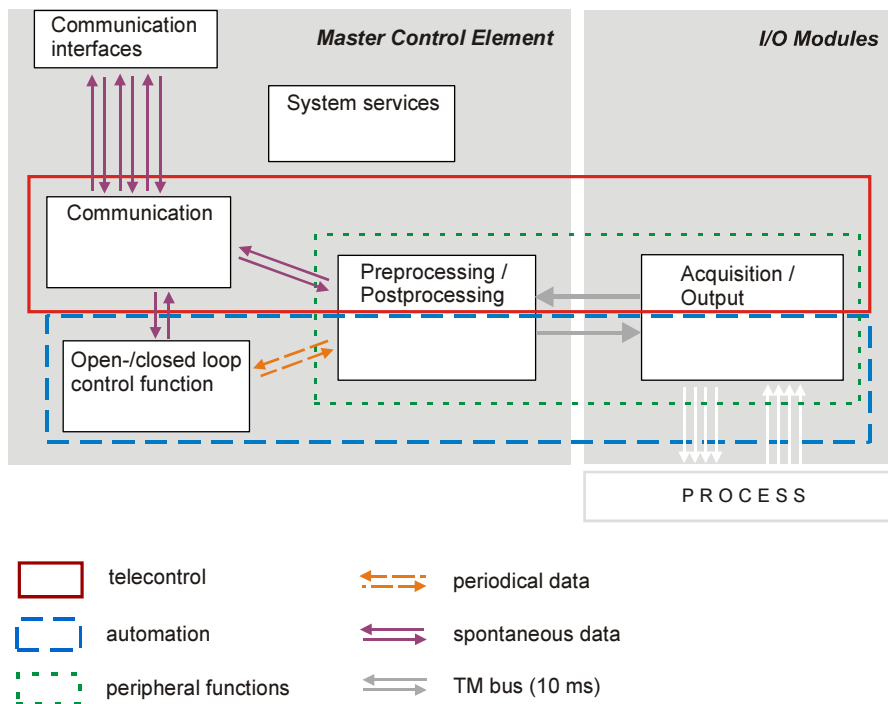 Communication
interfaces
Master Control Element
I/O Modules
System services
Communication
Preprocessing /
Postprocessing
Acquisition /
Output
Open-/closed loop
control function
P R O C E S S
telecontrol
periodical data
automation
spontaneous data
peripheral functions
TM bus (10 ms)